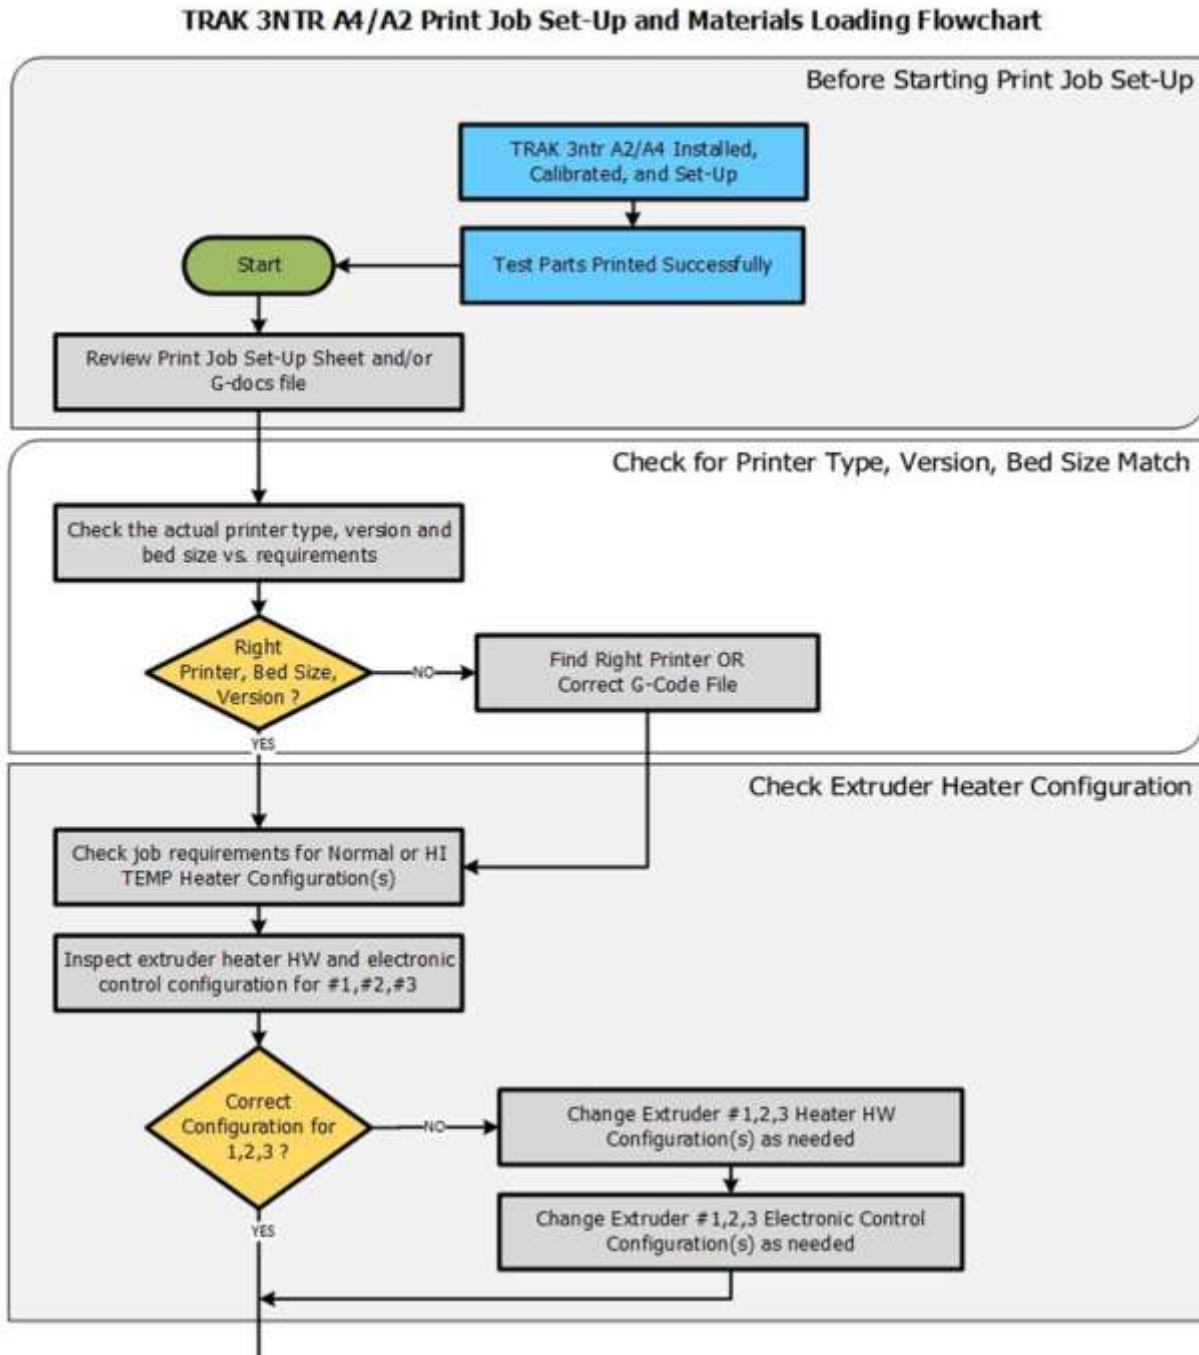 TRAK 3NTR A4/A2 Print Job Set-Up and Materials Loading Flowchart
Before Starting Print Job Set-Up
TRAK 3ntr A2/A4 Installed,
Calibrated, and Set-Up
Test Parts Printed Successfully
Start
Review Print Job Set-Up Sheet and/or
G-docs file
Check for Printer Type, Version, Bed Size Match
Check the actual printer type, version and
bed size vs. requirements
Right
Printer, Bed Size,
Version ?
NO
Find Right Printer OR
Correct G-Code File
YES
Check Extruder Heater Configuration
Check job requirements for Normal or HI
TEMP Heater Configuration(s)
Inspect extruder heater HW and electronic
control configuration for #1,#2,#3
Correct
Configuration for
1,2,3 ?
NO
Change Extruder #1,2,3 Heater HW
Configuration(s) as needed
Change Extruder #1,2,3 Electronic Control
Configuration(s) as needed
YES